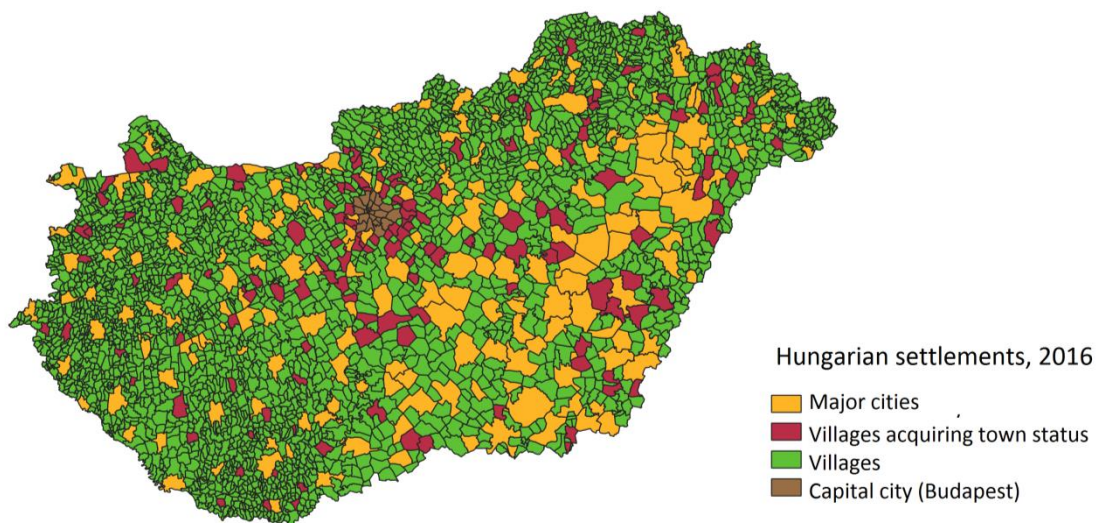 Hungarian settlements, 2016
Major cities
Villages acquiring town status
Villages
Capital city (Budapest)